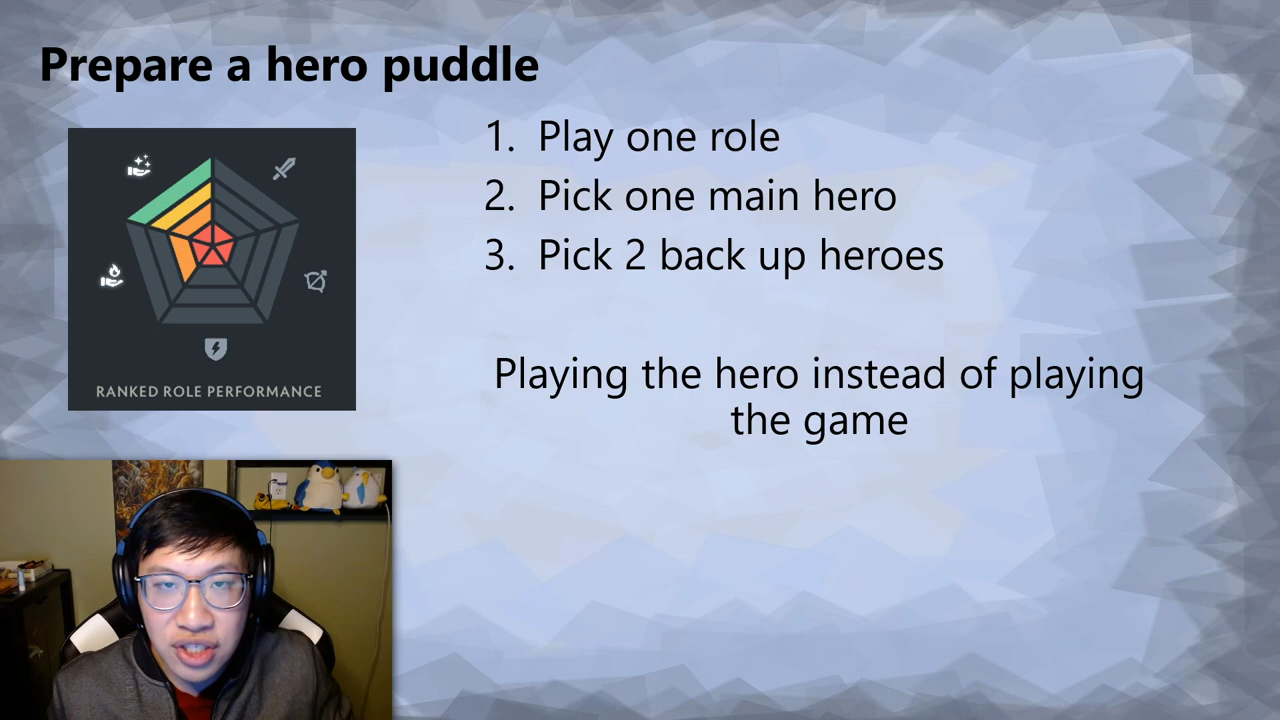 Prepare a hero puddle
1. Play one role
2. Pick one main hero
3. Pick 2 back up heroes
Playing the hero instead of playing
the game
RANKED ROLE PERFORMANCE